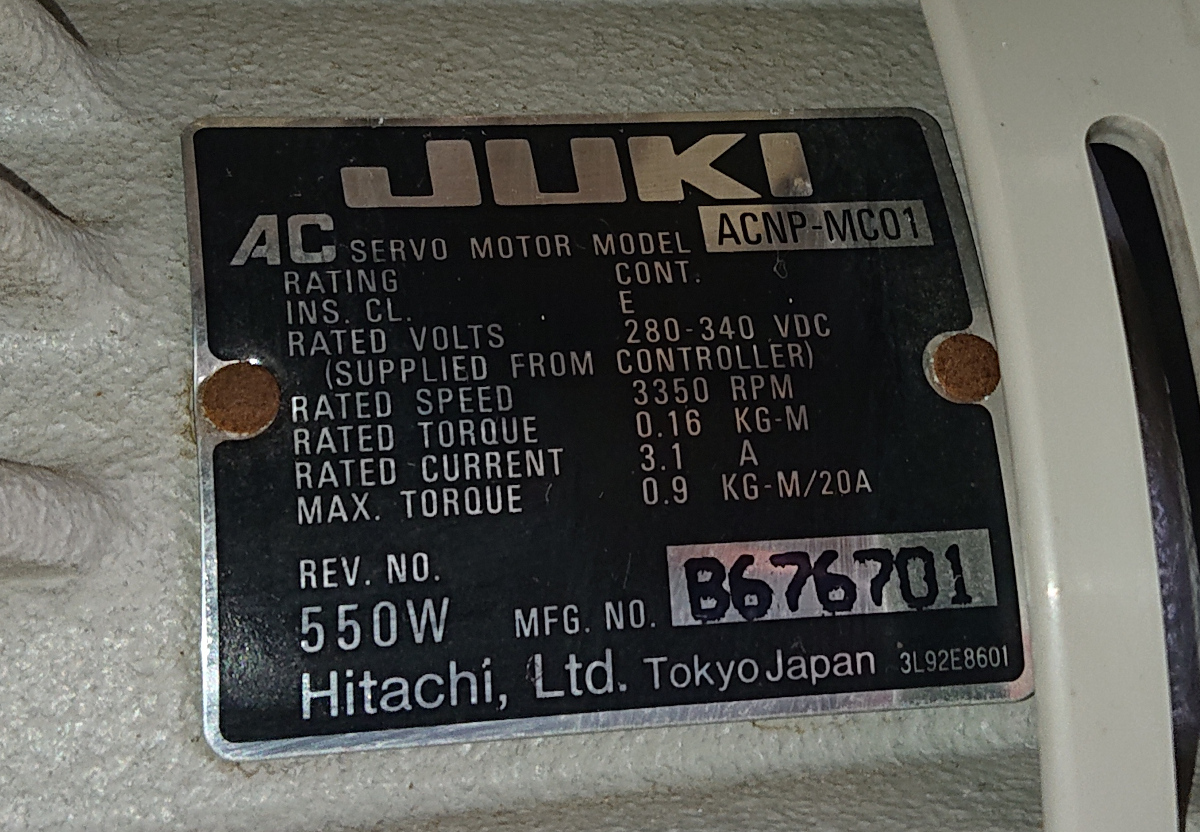 JUKI
AC SERVO MOTOR MODEL ACNP-MC01
RATING CONT.
INS. CL. E
RATED VOLTS 280-340 VDC
(SUPPLIED FROM CONTROLLER)
RATED SPEED 3350 RPM
RATED TORQUE 0.16 KG-M
RATED CURRENT 3.1 A
MAX. TORQUE 0.9 KG-M/20A
REV. NO.
550W MFG. NO. B676701
Hitachi, Ltd. Tokyo Japan 3L92E8601